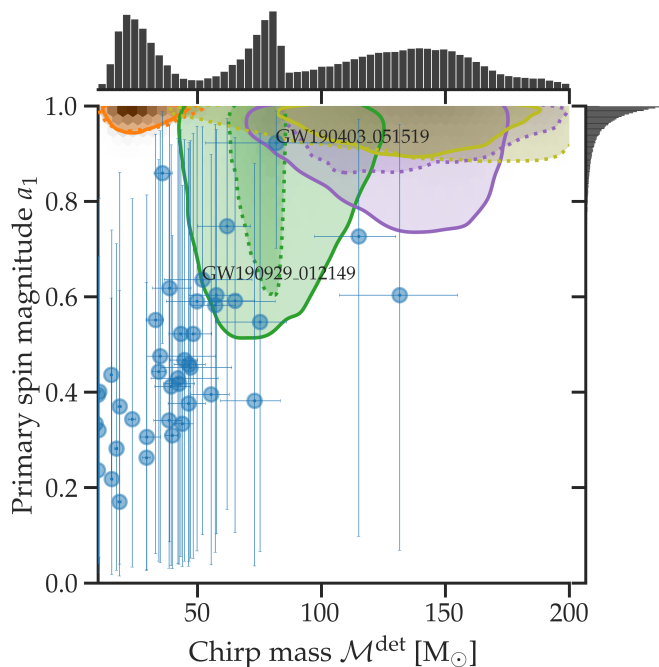 1.0
0.8
0.6
0.4
0.2
0.0
Primary spin magnitude a₁
GW190403_051519
GW190929_012149
50
100
150
200
Chirp mass ℳᵈᵉᵗ [M⊙]